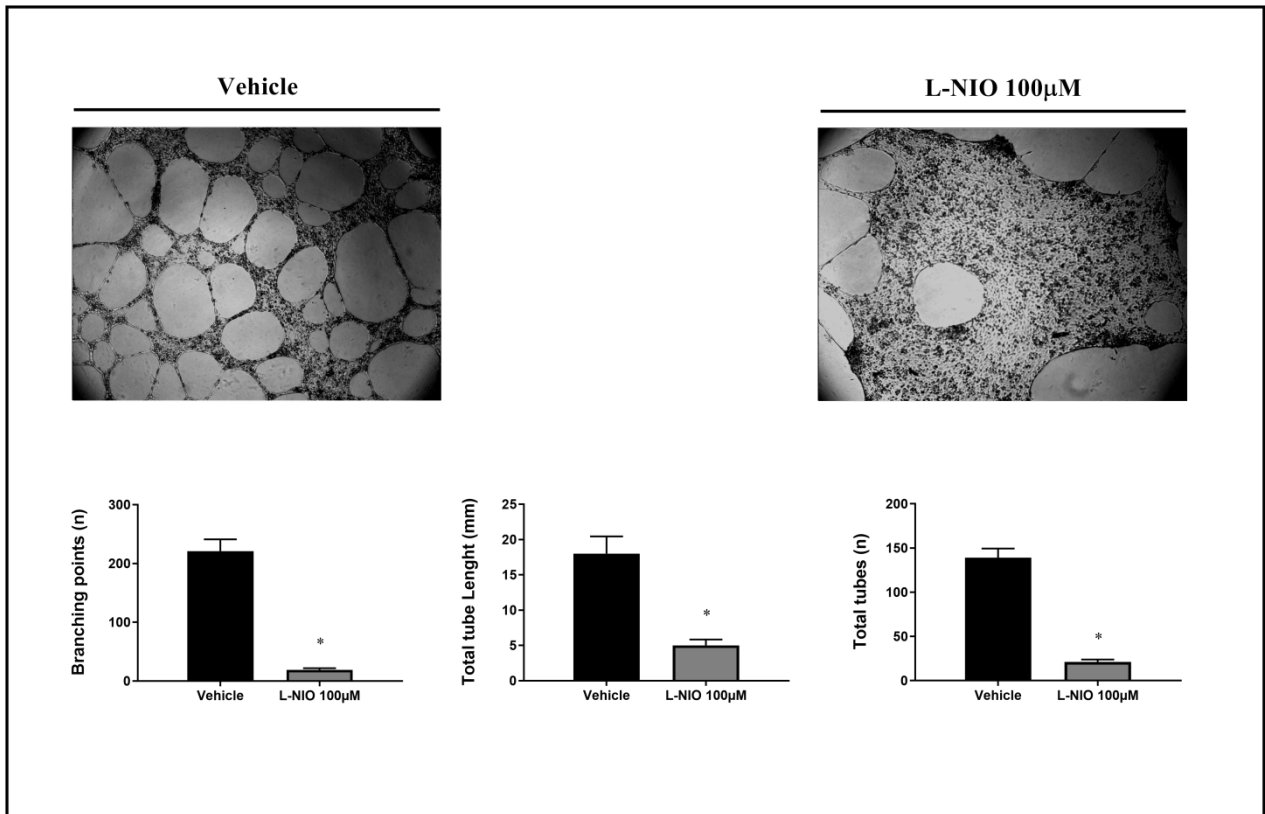 Vehicle
L-NIO 100μM
Branching points (n)
300
200
100
0
*
Vehicle
L-NIO 100µM
Total tube Lenght (mm)
25
20
15
10
5
0
*
Vehicle
L-NIO 100µM
Total tubes (n)
200
150
100
50
0
*
Vehicle
L-NIO 100µM